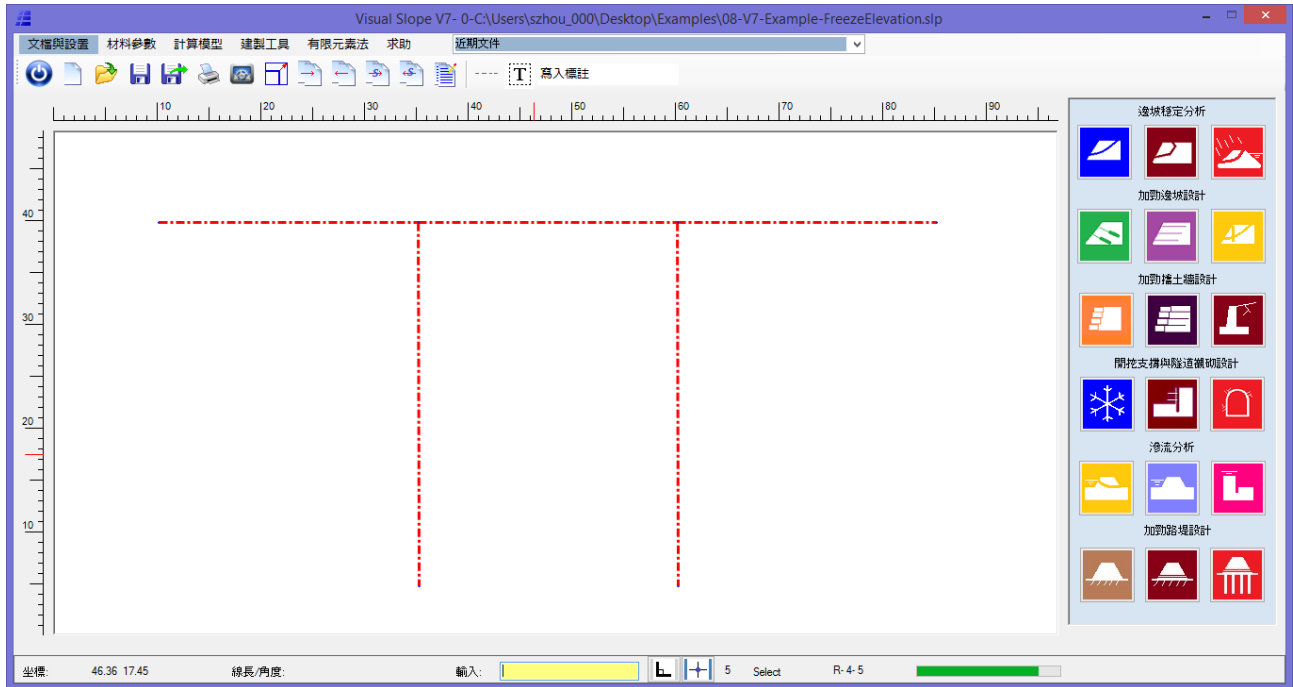 Visual Slope V7- 0-C:\Users\szhou_000\Desktop\Examples\08-V7-Example-FreezeElevation.slp
文檔與設置 材料參數 計算模型 建製工具 有限元素法 求助 近期文件
T 寫入標註
10 20 30 40 50 60 70 80 90
40
30
20
10
邊坡穩定分析
加勁邊坡設計
加勁擋土牆設計
開挖支撐與隧道襯砌設計
滲流分析
加勁路堤設計
坐標: 46.36 17.45 線長/角度: 輸入: 5 Select R- 4- 5